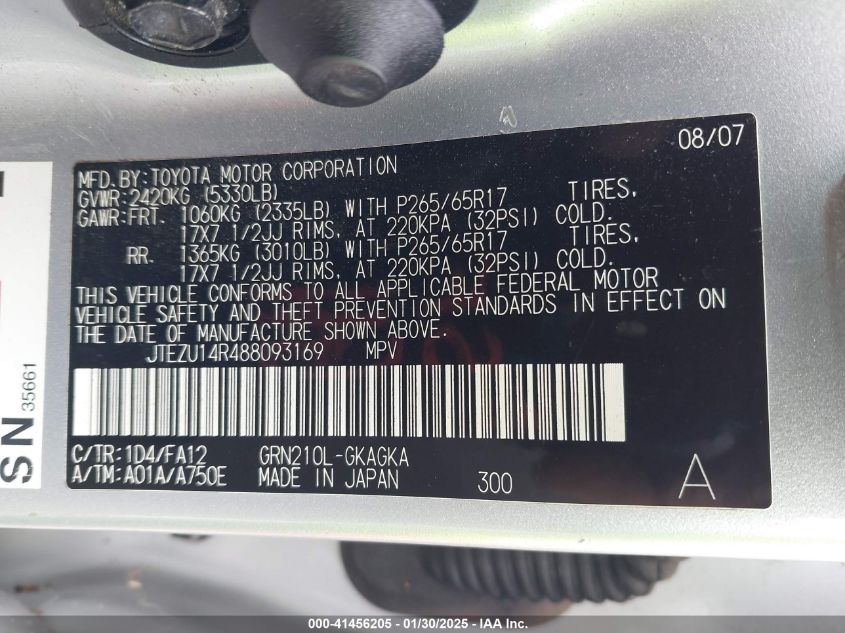 08/07
MFD. BY: TOYOTA MOTOR CORPORATION
GVWR: 2420KG (5330LB)
GAWR: FRT. 1060KG (2335LB) WITH P265/65R17 TIRES,
17X7 1/2JJ RIMS, AT 220KPA (32PSI) COLD.
RR. 1365KG (3010LB) WITH P265/65R17 TIRES,
17X7 1/2JJ RIMS, AT 220KPA (32PSI) COLD.
THIS VEHICLE CONFORMS TO ALL APPLICABLE FEDERAL MOTOR
VEHICLE SAFETY AND THEFT PREVENTION STANDARDS IN EFFECT ON
THE DATE OF MANUFACTURE SHOWN ABOVE.
JTEZU14R488093169 MPV
C/TR: 1D4/FA12 GRN210L-GKAGKA
A/TM: A01A/A750E MADE IN JAPAN 300 A
SN 35661
000-41456205 - 01/30/2025 - IAA Inc.